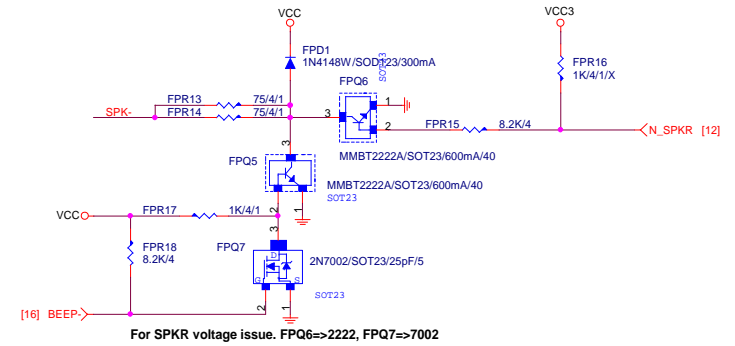 VCC
VCC3
FPD1
1N4148W/SOD123/300mA
SOT23
FPQ6
FPR16
1K/4/1/X
FPR13
75/4/1
SPK-
FPR14
75/4/1
3
1
2
FPR15
8.2K/4
N_SPKR [12]
3
FPQ5
MMBT2222A/SOT23/600mA/40
MMBT2222A/SOT23/600mA/40
SOT23
2
1
VCC
FPR17
1K/4/1
3
FPR18
8.2K/4
FPQ7
D
G
S
2N7002/SOT23/25pF/5
SOT23
2
1
[16] BEEP-
For SPKR voltage issue. FPQ6=>2222, FPQ7=>7002